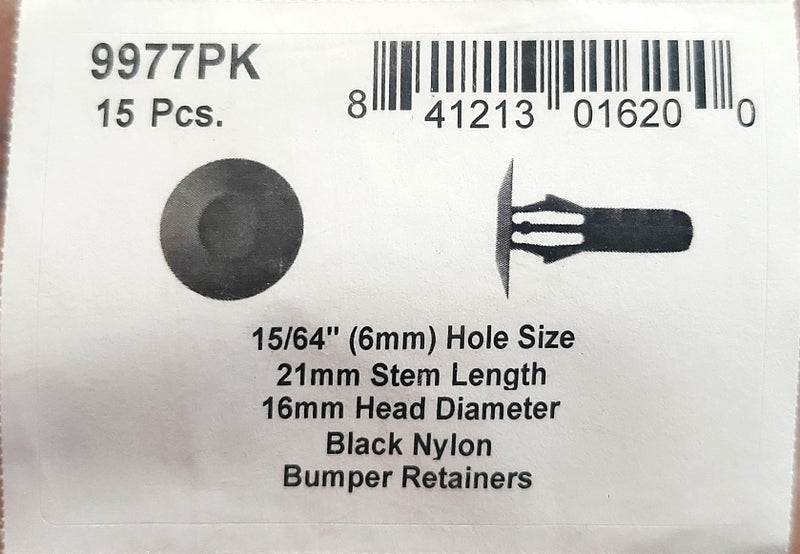 9977PK
15 Pcs.
8 41213 01620 0
15/64" (6mm) Hole Size
21mm Stem Length
16mm Head Diameter
Black Nylon
Bumper Retainers